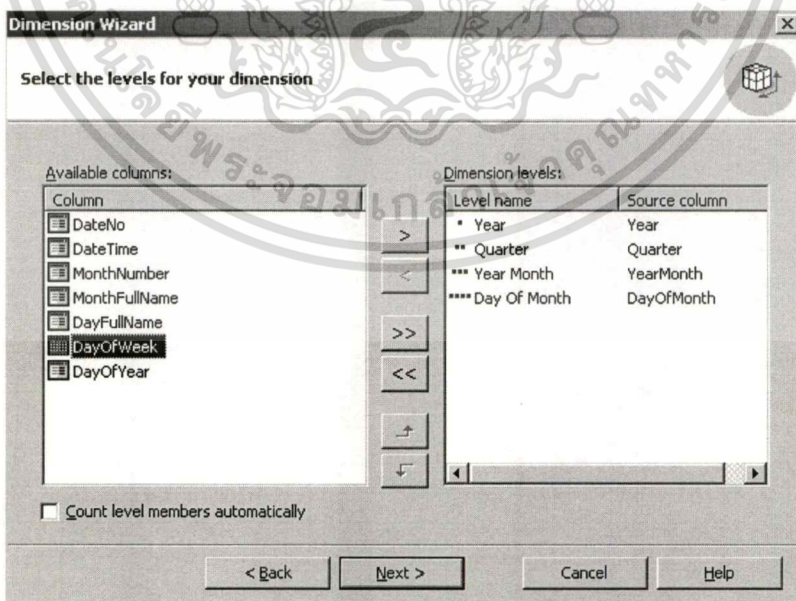 Dimension Wizard
Select the levels for your dimension
Available columns:
Column
DateNo
DateTime
MonthNumber
MonthFullName
DayFullName
DayOfWeek
DayOfYear
>
<
>>
<<
Dimension levels:
Level name Source column
Year Year
Quarter Quarter
Year Month YearMonth
Day Of Month DayOfMonth
Count level members automatically
< Back Next > Cancel Help